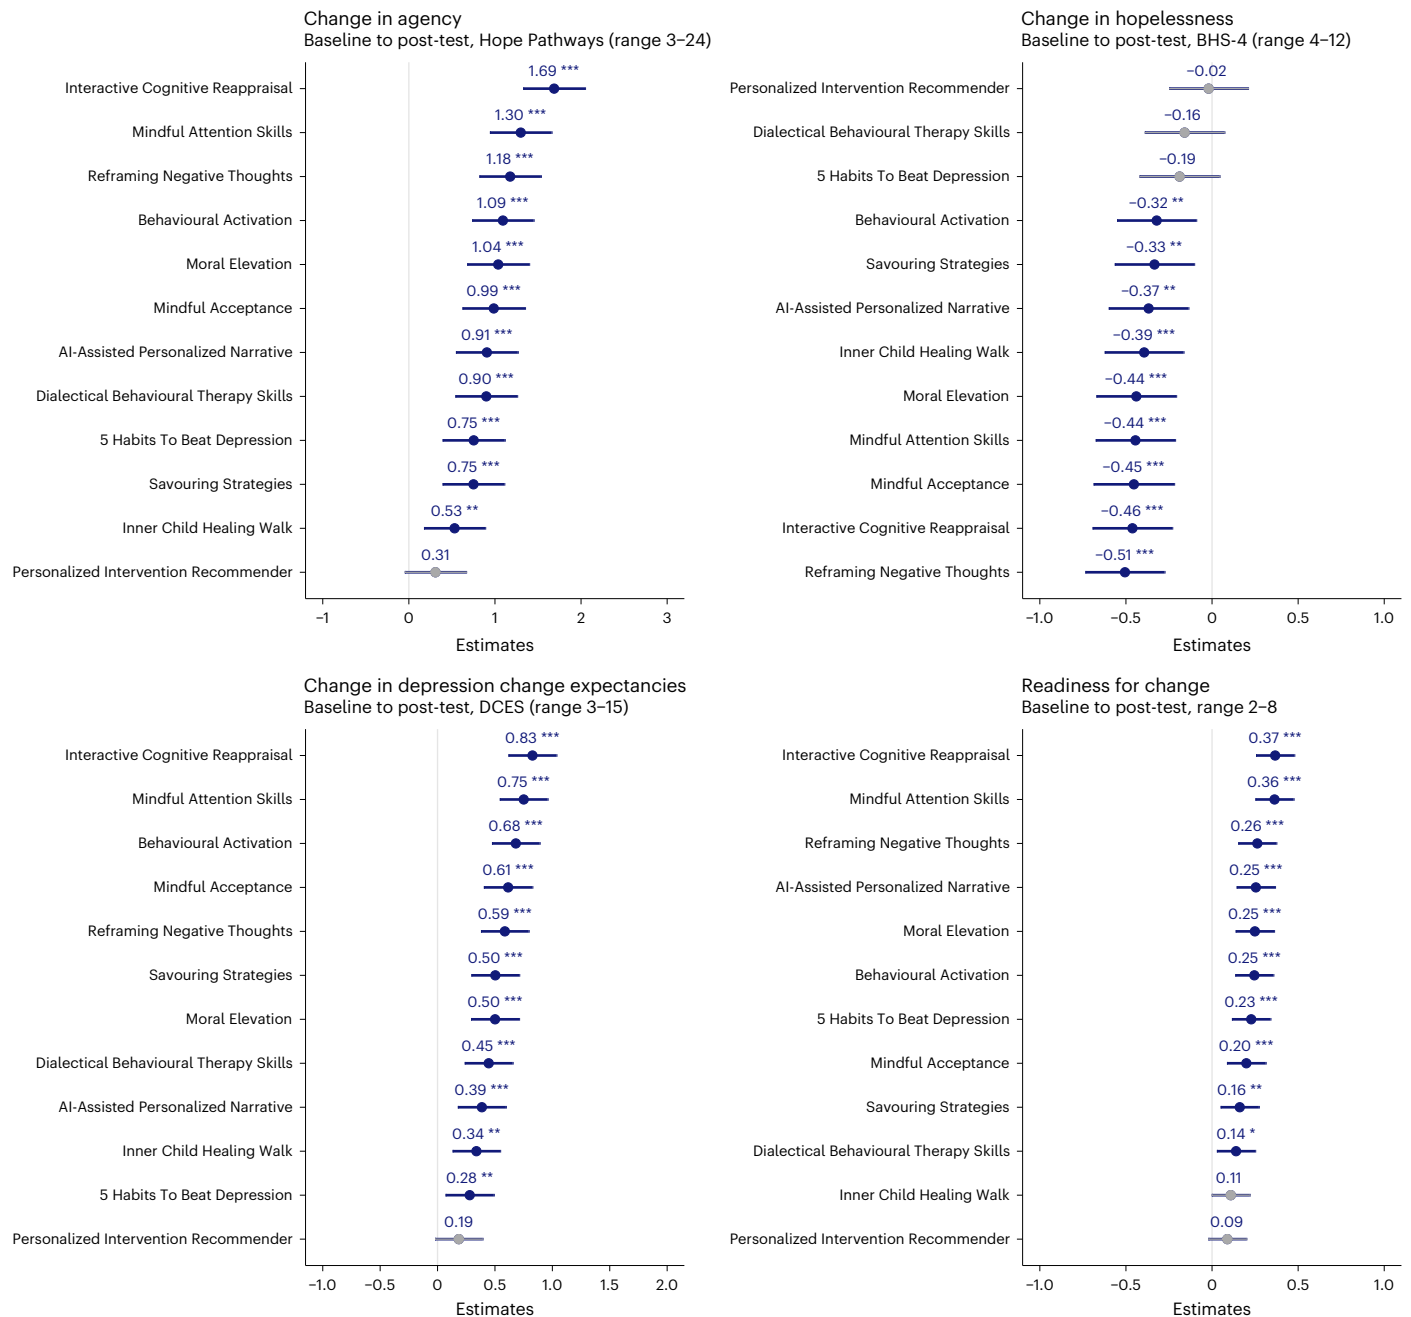 Change in agency
Baseline to post-test, Hope Pathways (range 3–24)
Interactive Cognitive Reappraisal
1.69 ***
Mindful Attention Skills
1.30 ***
Reframing Negative Thoughts
1.18 ***
Behavioural Activation
1.09 ***
Moral Elevation
1.04 ***
Mindful Acceptance
0.99 ***
AI-Assisted Personalized Narrative
0.91 ***
Dialectical Behavioural Therapy Skills
0.90 ***
5 Habits To Beat Depression
0.75 ***
Savouring Strategies
0.75 ***
Inner Child Healing Walk
0.53 **
Personalized Intervention Recommender
0.31
−1 0 1 2 3
Estimates
Change in hopelessness
Baseline to post-test, BHS-4 (range 4–12)
Personalized Intervention Recommender
−0.02
Dialectical Behavioural Therapy Skills
−0.16
5 Habits To Beat Depression
−0.19
Behavioural Activation
−0.32 **
Savouring Strategies
−0.33 **
AI-Assisted Personalized Narrative
−0.37 **
Inner Child Healing Walk
−0.39 ***
Moral Elevation
−0.44 ***
Mindful Attention Skills
−0.44 ***
Mindful Acceptance
−0.45 ***
Interactive Cognitive Reappraisal
−0.46 ***
Reframing Negative Thoughts
−0.51 ***
−1.0 −0.5 0 0.5 1.0
Estimates
Change in depression change expectancies
Baseline to post-test, DCES (range 3–15)
Interactive Cognitive Reappraisal
0.83 ***
Mindful Attention Skills
0.75 ***
Behavioural Activation
0.68 ***
Mindful Acceptance
0.61 ***
Reframing Negative Thoughts
0.59 ***
Savouring Strategies
0.50 ***
Moral Elevation
0.50 ***
Dialectical Behavioural Therapy Skills
0.45 ***
AI-Assisted Personalized Narrative
0.39 ***
Inner Child Healing Walk
0.34 **
5 Habits To Beat Depression
0.28 **
Personalized Intervention Recommender
0.19
−1.0 −0.5 0 0.5 1.0 1.5 2.0
Estimates
Readiness for change
Baseline to post-test, range 2–8
Interactive Cognitive Reappraisal
0.37 ***
Mindful Attention Skills
0.36 ***
Reframing Negative Thoughts
0.26 ***
AI-Assisted Personalized Narrative
0.25 ***
Moral Elevation
0.25 ***
Behavioural Activation
0.25 ***
5 Habits To Beat Depression
0.23 ***
Mindful Acceptance
0.20 ***
Savouring Strategies
0.16 **
Dialectical Behavioural Therapy Skills
0.14 *
Inner Child Healing Walk
0.11
Personalized Intervention Recommender
0.09
−1.0 −0.5 0 0.5 1.0
Estimates